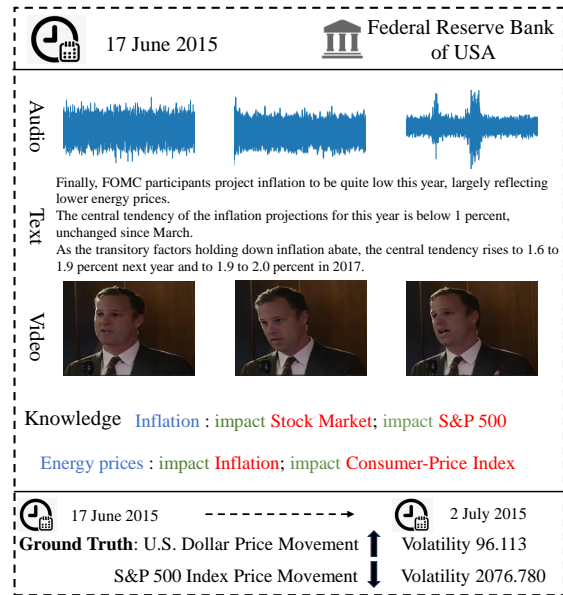 17 June 2015
Federal Reserve Bank
of USA
Audio
Text
Finally, FOMC participants project inflation to be quite low this year, largely reflecting
lower energy prices.
The central tendency of the inflation projections for this year is below 1 percent,
unchanged since March.
As the transitory factors holding down inflation abate, the central tendency rises to 1.6 to
1.9 percent next year and to 1.9 to 2.0 percent in 2017.
Video
Knowledge Inflation : impact Stock Market; impact S&P 500
Energy prices : impact Inflation; impact Consumer-Price Index
17 June 2015
2 July 2015
Ground Truth: U.S. Dollar Price Movement Volatility 96.113
S&P 500 Index Price Movement Volatility 2076.780